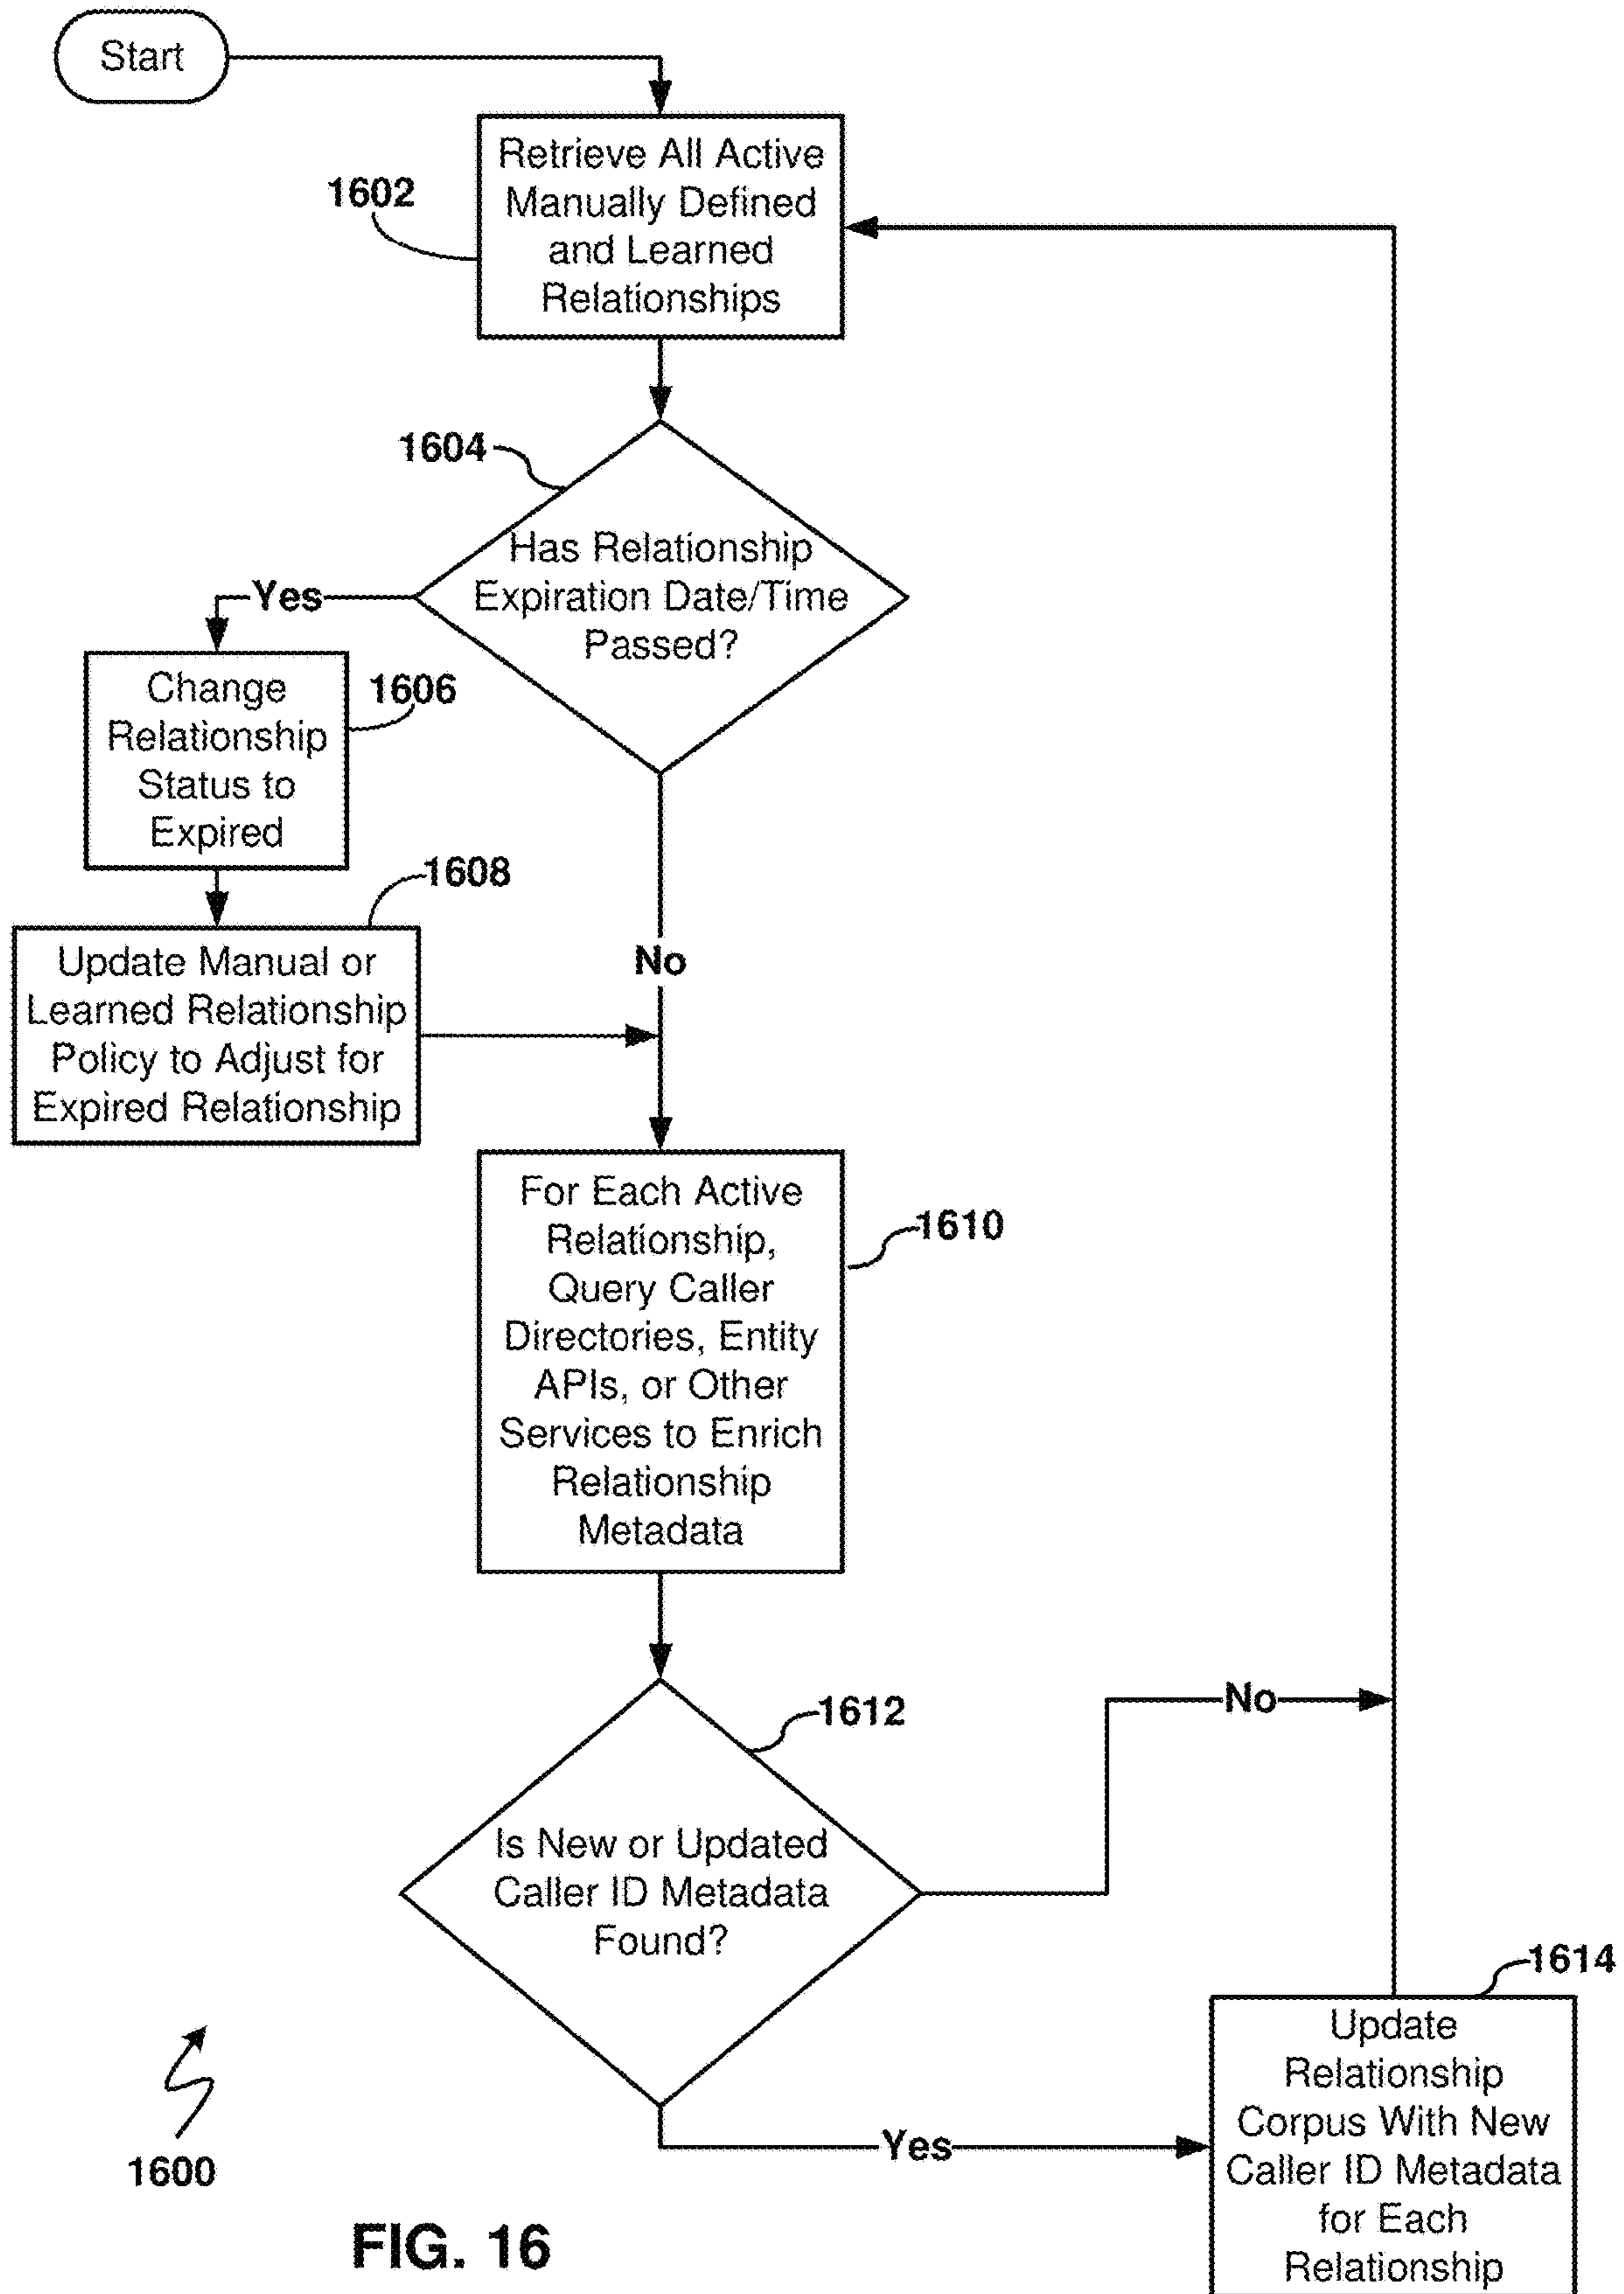 Start
Retrieve All Active
Manually Defined
and Learned
Relationships
1602
1604
Has Relationship
Expiration Date/Time
Passed?
Yes
Change
Relationship
Status to
Expired
1606
1608
Update Manual or
Learned Relationship
Policy to Adjust for
Expired Relationship
No
For Each Active
Relationship,
Query Caller
Directories, Entity
APIs, or Other
Services to Enrich
Relationship
Metadata
1610
1612
No
Is New or Updated
Caller ID Metadata
Found?
1614
Update
Relationship
Corpus With New
Caller ID Metadata
for Each
Relationship
Yes
1600
FIG. 16